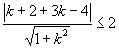 |k+2+3k-4| / √(1+k²) ≤ 2